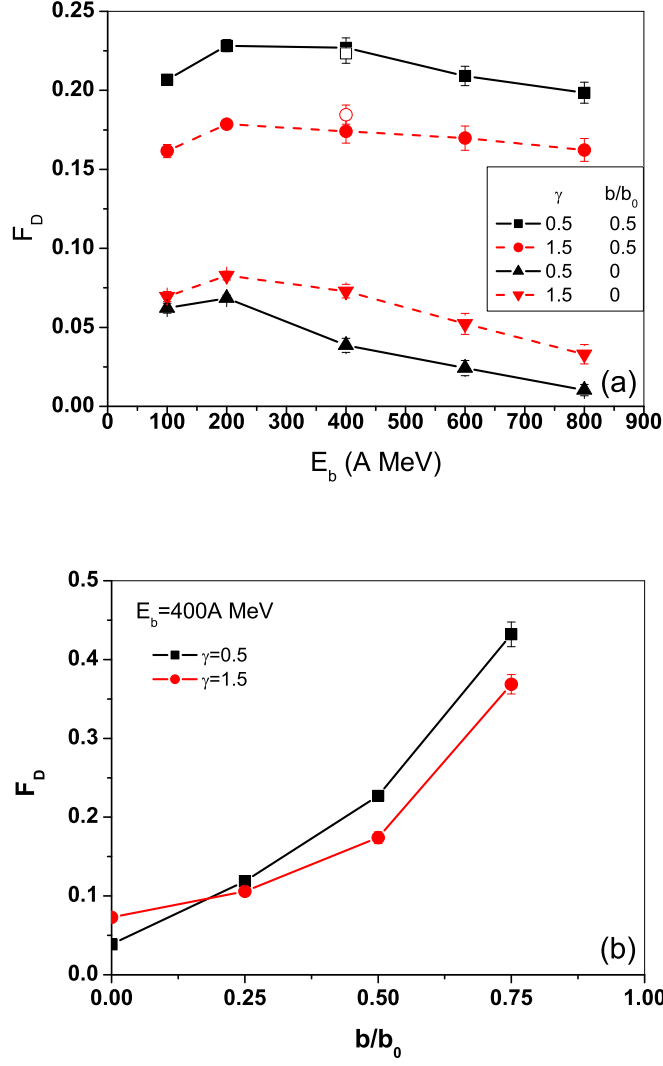 0.25
0.20
0.15
0.10
0.05
0.00
F_D
γ b/b_0
0.5 0.5
1.5 0.5
0.5 0
1.5 0
(a)
0 100 200 300 400 500 600 700 800 900
E_b (A MeV)
0.5
0.4
0.3
0.2
0.1
0.0
F_D
E_b=400A MeV
γ=0.5
γ=1.5
(b)
0.00 0.25 0.50 0.75 1.00
b/b_0